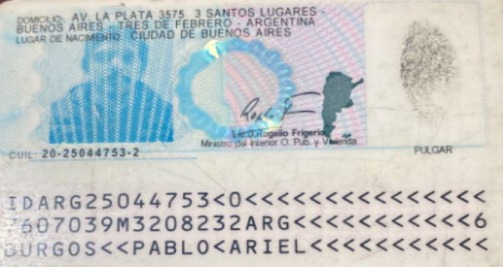 DOMICILIO: AV. LA PLATA 3575 3 SANTOS LUGARES -
BUENOS AIRES - TRES DE FEBRERO - ARGENTINA
LUGAR DE NACIMIENTO: CIUDAD DE BUENOS AIRES
Lic. Rogelio Frigerio
Ministro del Interior O. Pub. y Vivienda
CUIL: 20-25044753-2
PULGAR
IDARG25044753<0<<<<<<<<<<<<<<<
7607039M3208232ARG<<<<<<<<<<<6
BURGOS<<PABLO<ARIEL<<<<<<<<<<<